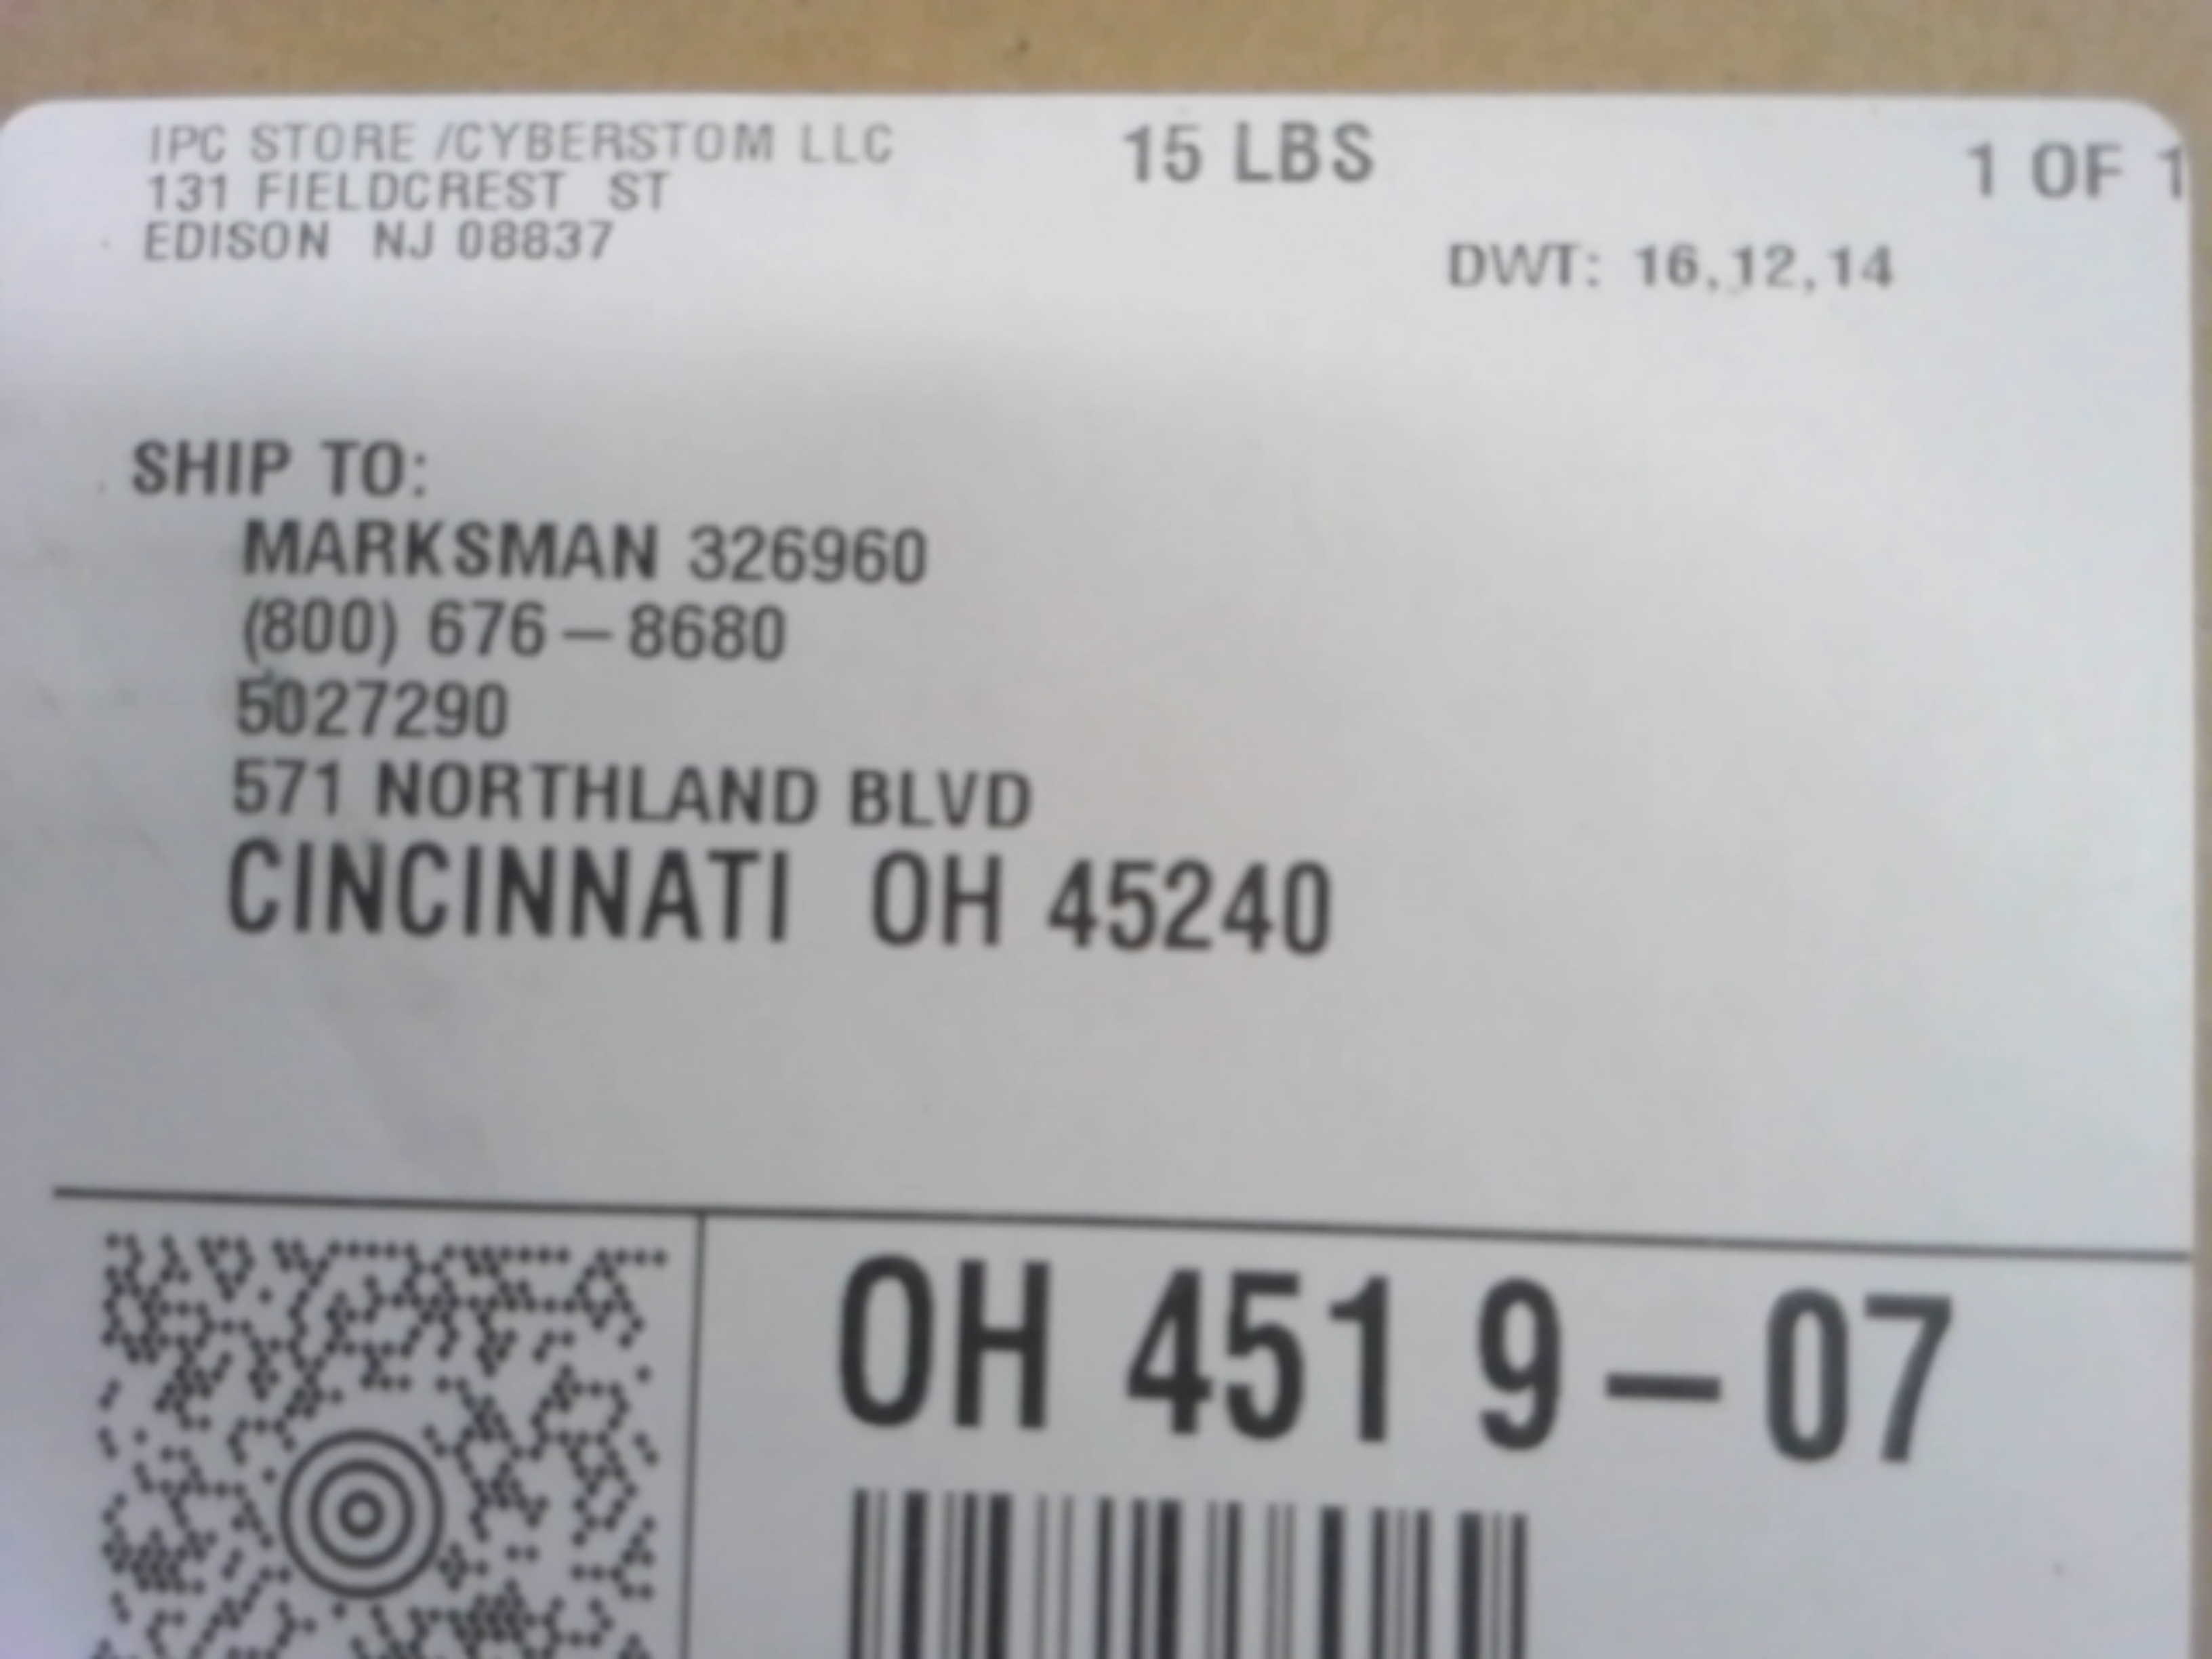 IPC STORE /CYBERSTOM LLC
131 FIELDCREST ST
EDISON NJ 08837
15 LBS
1 OF 1
DWT: 16,12,14
SHIP TO:
MARKSMAN 326960
(800) 676-8680
5027290
571 NORTHLAND BLVD
CINCINNATI OH 45240
OH 451 9-07